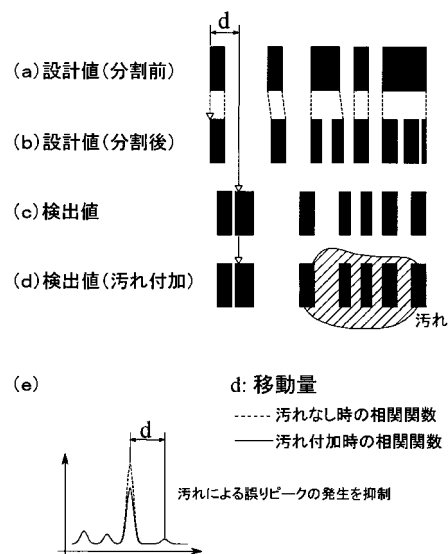 d
(a)設計値(分割前)
(b)設計値(分割後)
(c)検出値
(d)検出値(汚れ付加)
汚れ
(e)
d: 移動量
汚れなし時の相関関数
汚れ付加時の相関関数
d
汚れによる誤りピークの発生を抑制